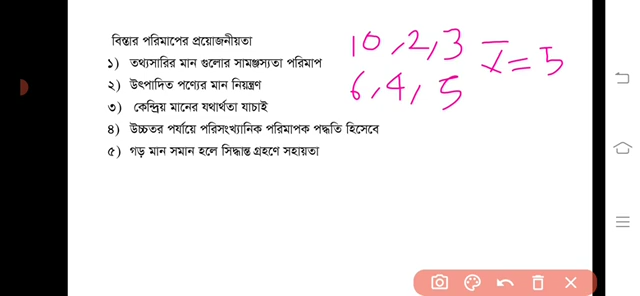 বিস্তার পরিমাপের প্রয়োজনীয়তা
১) তথ্যসারির মান গুলোর সামঞ্জস্যতা পরিমাপ
২) উৎপাদিত পণ্যের মান নিয়ন্ত্রণ
৩) কেন্দ্রিয় মানের যথার্থতা যাচাই
৪) উচ্চতর পর্যায়ে পরিসংখ্যানিক পরিমাপক পদ্ধতি হিসেবে
৫) গড় মান সমান হলে সিদ্ধান্ত গ্রহণে সহায়তা
10, 2, 3
6, 4, 5
x̄ = 5